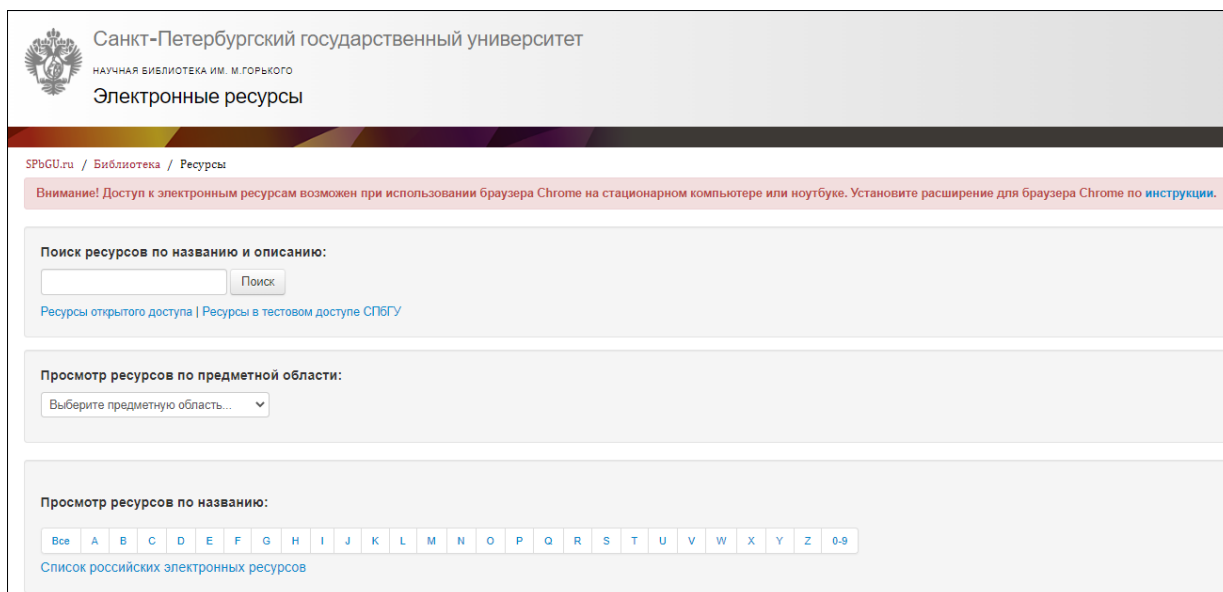 Санкт-Петербургский государственный университет
НАУЧНАЯ БИБЛИОТЕКА ИМ. М.ГОРЬКОГО
Электронные ресурсы
SPbGU.ru / Библиотека / Ресурсы
Внимание! Доступ к электронным ресурсам возможен при использовании браузера Chrome на стационарном компьютере или ноутбуке. Установите расширение для браузера Chrome по инструкции.
Поиск ресурсов по названию и описанию:
Поиск
Ресурсы открытого доступа | Ресурсы в тестовом доступе СПбГУ
Просмотр ресурсов по предметной области:
Выберите предметную область...
Просмотр ресурсов по названию:
Все A B C D E F G H I J K L M N O P Q R S T U V W X Y Z 0-9
Список российских электронных ресурсов